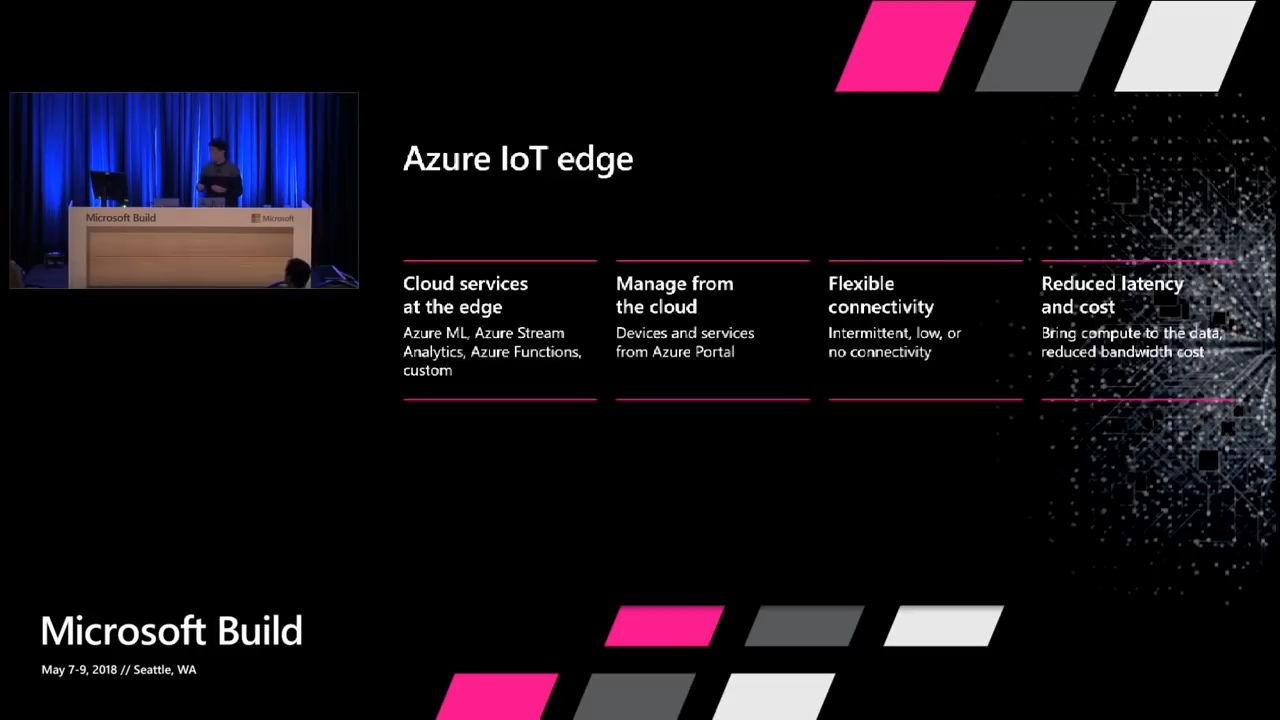 Microsoft Build
Microsoft
Azure IoT edge
Cloud services
at the edge
Azure ML, Azure Stream
Analytics, Azure Functions,
custom
Manage from
the cloud
Devices and services
from Azure Portal
Flexible
connectivity
Intermittent, low, or
no connectivity
Reduced latency
and cost
Bring compute to the data,
reduced bandwidth cost
Microsoft Build
May 7-9, 2018 // Seattle, WA